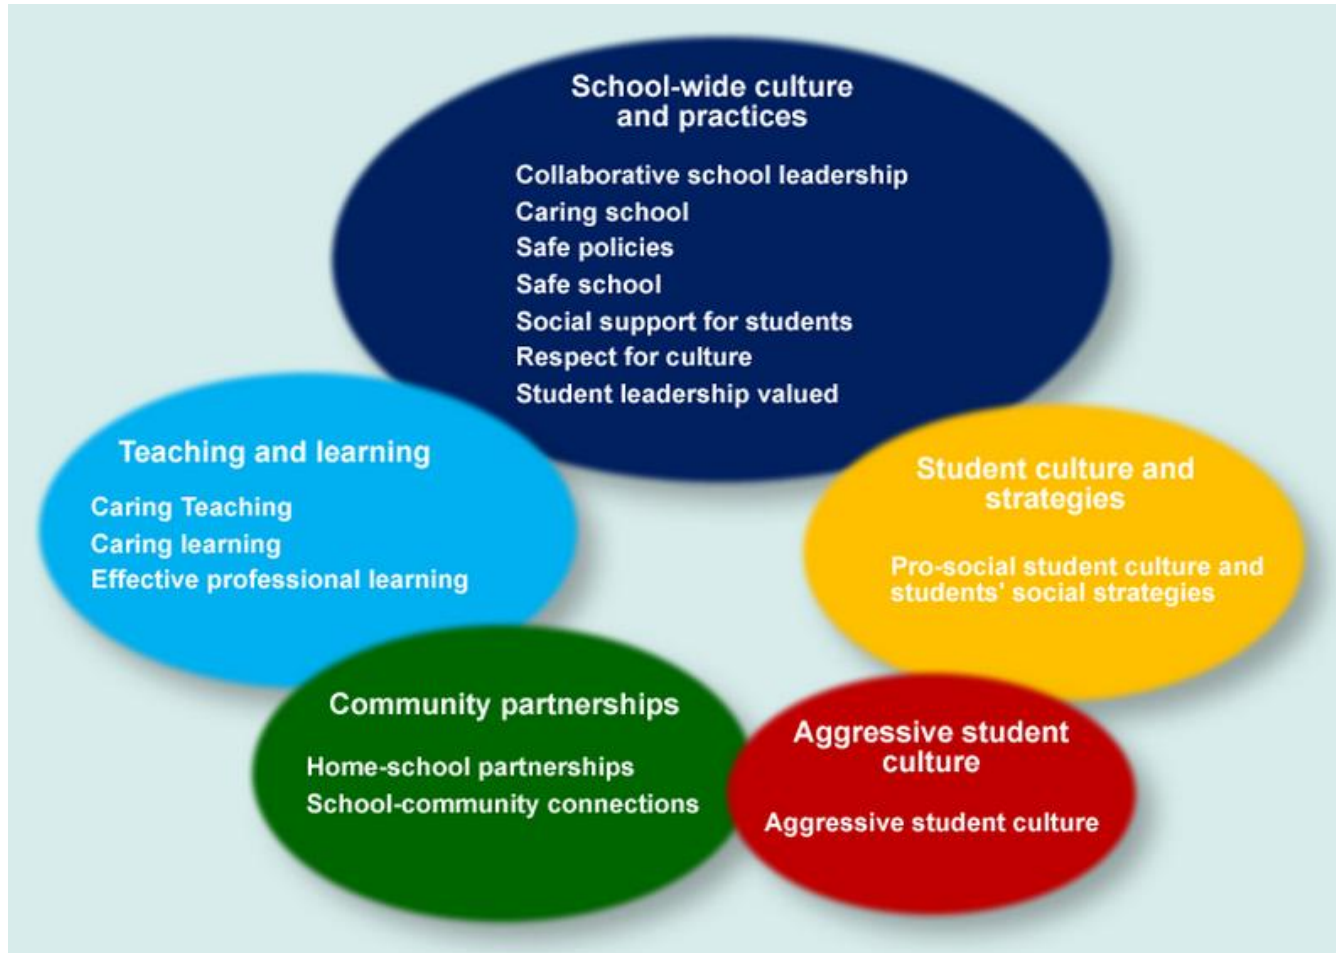 School-wide culture
and practices
Collaborative school leadership
Caring school
Safe policies
Safe school
Social support for students
Respect for culture
Student leadership valued
Teaching and learning
Caring Teaching
Caring learning
Effective professional learning
Student culture and
strategies
Pro-social student culture and
students' social strategies
Community partnerships
Home-school partnerships
School-community connections
Aggressive student
culture
Aggressive student culture